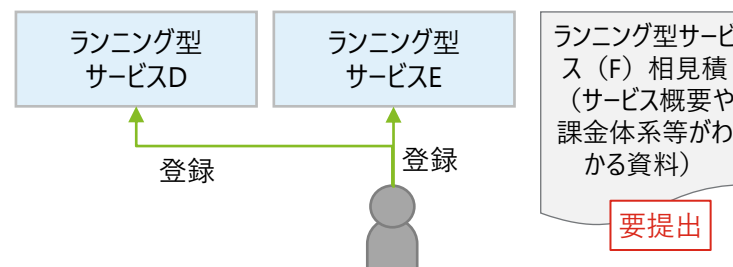 ランニング型
サービスD
ランニング型
サービスE
登録
登録
ランニング型サービ
ス（F）相見積
（サービス概要や
課金体系等がわ
かる資料）
要提出